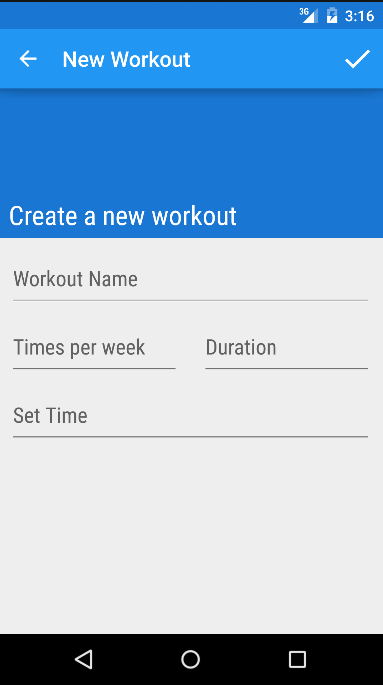 3G 3:16
New Workout
Create a new workout
Workout Name
Times per week Duration
Set Time